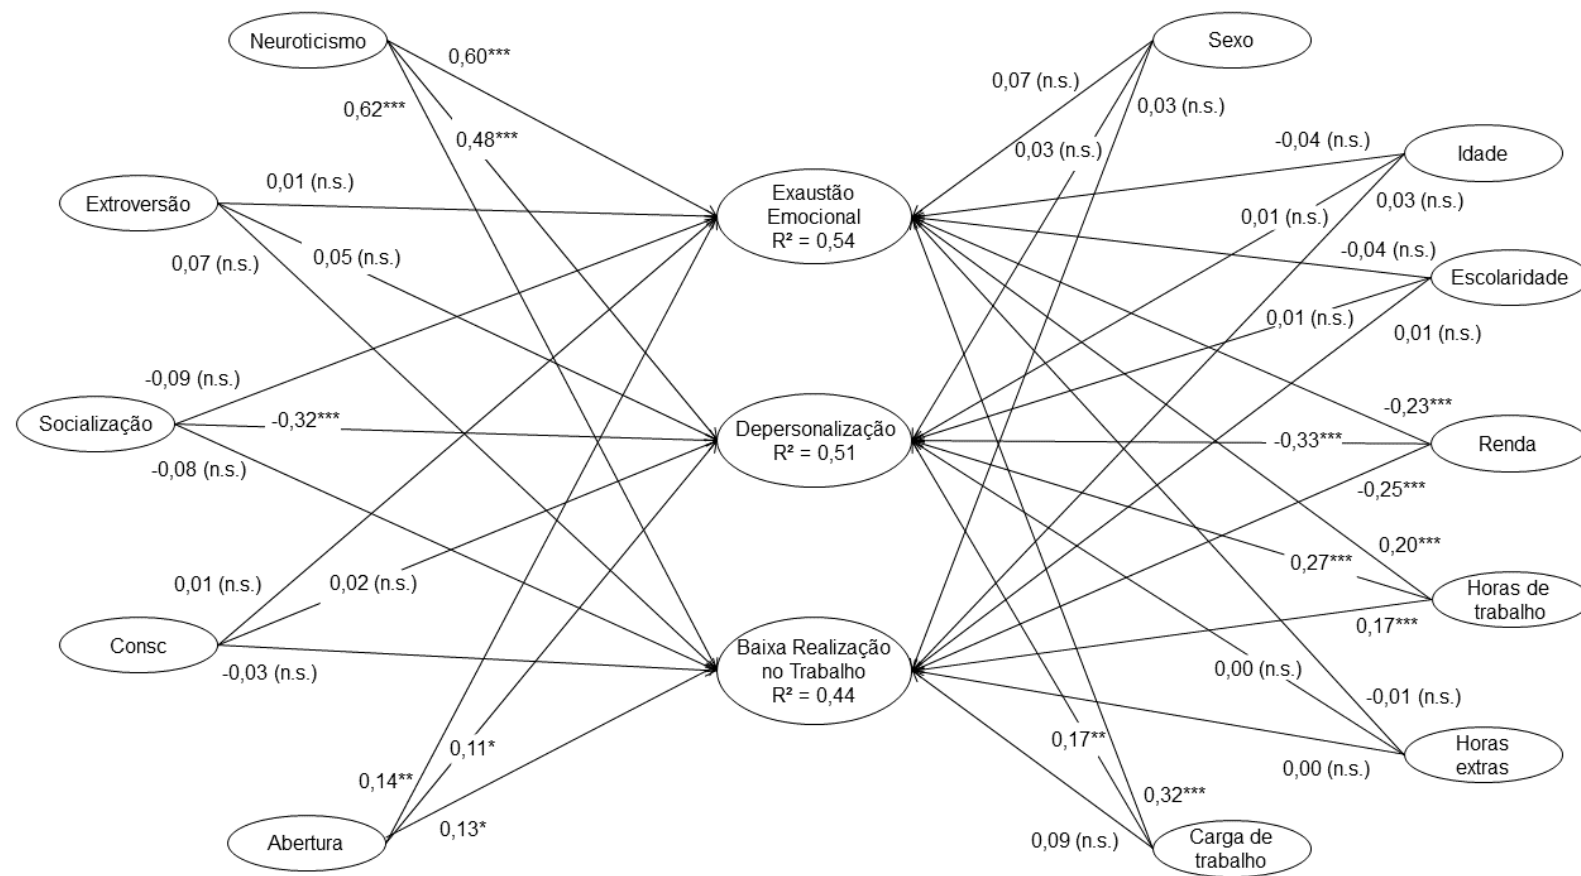 Neuroticismo
Sexo
0,60***
0,07 (n.s.)
0,62***
0,03 (n.s.)
0,48***
0,03 (n.s.)
-0,04 (n.s.)
Idade
Extroversão
0,01 (n.s.)
Exaustão
Emocional
R² = 0,54
0,01 (n.s.)
0,03 (n.s.)
0,07 (n.s.)
0,05 (n.s.)
-0,04 (n.s.)
Escolaridade
0,01 (n.s.)
0,01 (n.s.)
-0,09 (n.s.)
-0,23***
Socialização
-0,32***
Depersonalização
R² = 0,51
-0,33***
Renda
-0,08 (n.s.)
-0,25***
0,20***
0,27***
0,01 (n.s.)
0,02 (n.s.)
Horas de
trabalho
0,17***
Consc
-0,03 (n.s.)
Baixa Realização
no Trabalho
R² = 0,44
0,00 (n.s.)
-0,01 (n.s.)
0,11*
0,17**
Horas
extras
0,14**
0,00 (n.s.)
0,32***
Abertura
0,13*
0,09 (n.s.)
Carga de
trabalho